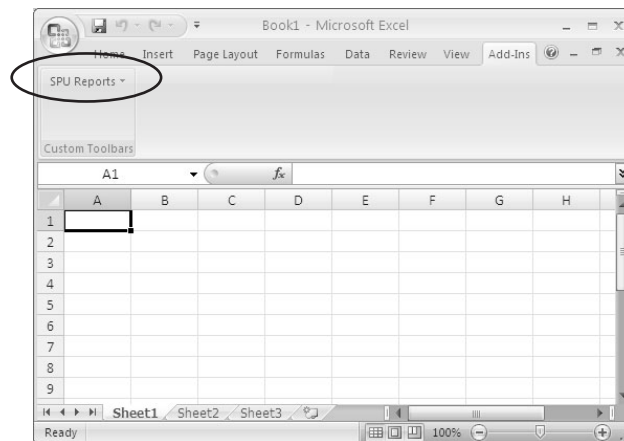 Book1 - Microsoft Excel
Home Insert Page Layout Formulas Data Review View Add-Ins
SPU Reports
Custom Toolbars
A1 fx
A B C D E F G H
1
2
3
4
5
6
7
8
9
Sheet1 Sheet2 Sheet3
Ready 100%